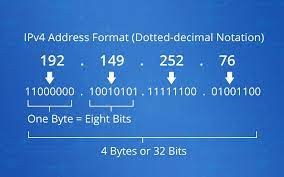 IPv4 Address Format (Dotted-decimal Notation)
192 . 149 . 252 . 76
11000000 . 10010101 . 11111100 . 01001100
One Byte = Eight Bits
4 Bytes or 32 Bits